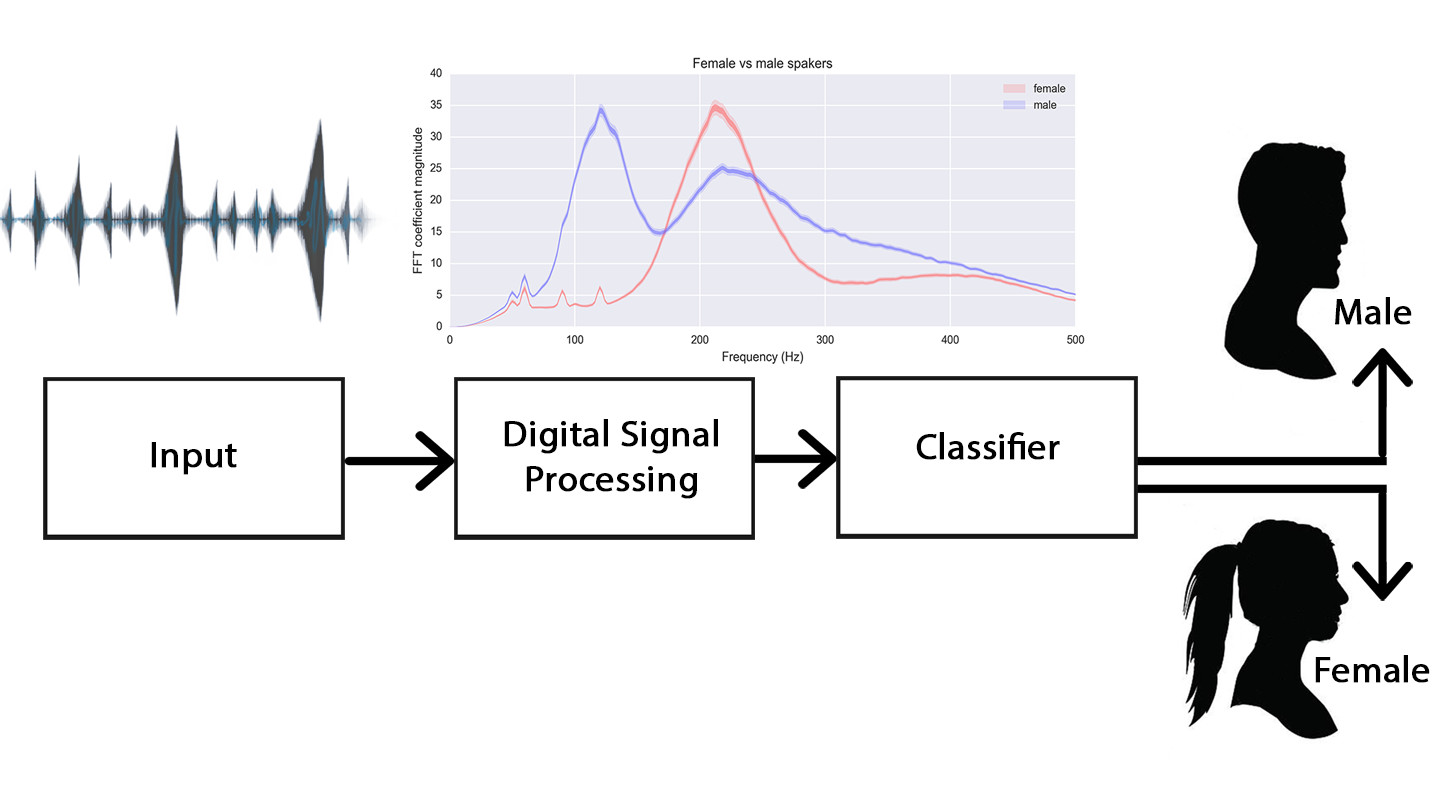 Female vs male spakers
40
35
30
25
20
15
10
5
0
FFT coefficient magnitude
female
male
0 100 200 300 400 500
Frequency (Hz)
Input
Digital Signal
Processing
Classifier
Male
Female